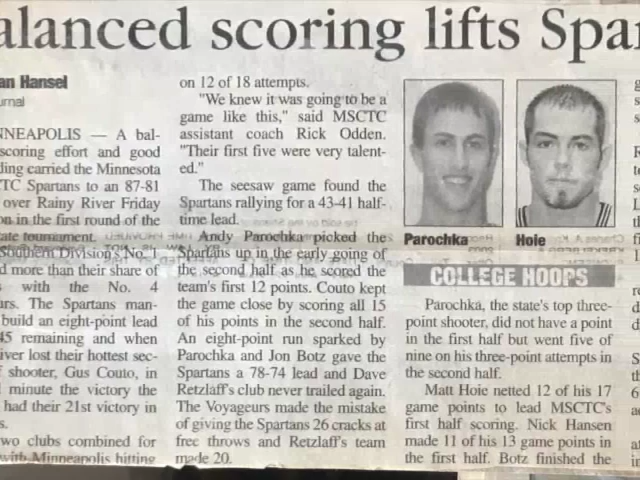 alanced scoring lifts Spar
an Hansel
urnal
NNEAPOLIS — A bal-
scoring effort and good
ding carried the Minnesota
TC Spartans to an 87-81
over Rainy River Friday
on in the first round of the
ate tournament.
Southern Division's No. 1
d more than their share of
s with the No. 4
urs. The Spartans man-
build an eight-point lead
45 remaining and when
iver lost their hottest sec-
f shooter, Gus Couto, in
minute the victory the
had their 21st victory in
s.
wo clubs combined for
with Minneapolis hitting
on 12 of 18 attempts.
"We knew it was going to be a
game like this," said MSCTC
assistant coach Rick Odden.
"Their first five were very talent-
ed."
The seesaw game found the
Spartans rallying for a 43-41 half-
time lead.
Andy Parochka picked the
Spartans up in the early going of
the second half as he scored the
team's first 12 points. Couto kept
the game close by scoring all 15
of his points in the second half.
An eight-point run sparked by
Parochka and Jon Botz gave the
Spartans a 78-74 lead and Dave
Retzlaff's club never trailed again.
The Voyageurs made the mistake
of giving the Spartans 26 cracks at
free throws and Retzlaff's team
made 20.
Parochka
Hoie
COLLEGE HOOPS
Parochka, the state's top three-
point shooter, did not have a point
in the first half but went five of
nine on his three-point attempts in
the second half.
Matt Hoie netted 12 of his 17
game points to lead MSCTC's
first half scoring. Nick Hansen
made 11 of his 13 game points in
the first half. Botz finished the